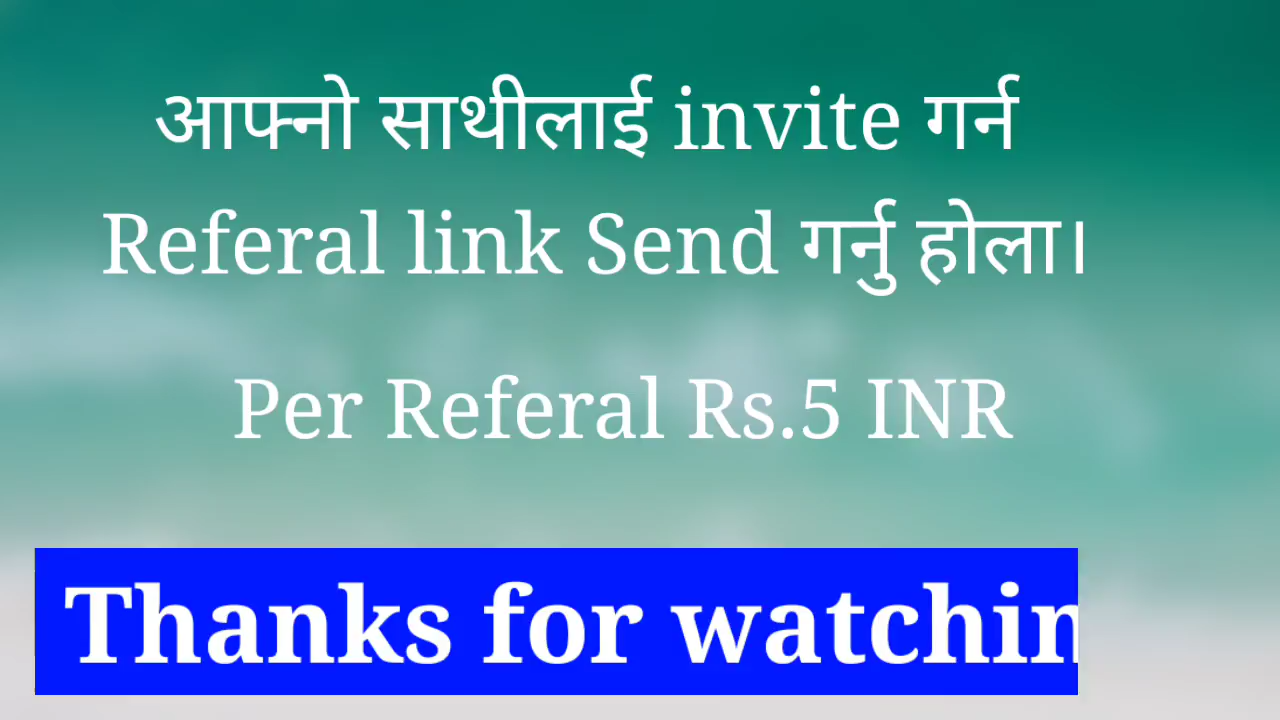 आफ्नो साथीलाई invite गर्न
Referal link Send गर्नु होला।
Per Referal Rs.5 INR
Thanks for watchin